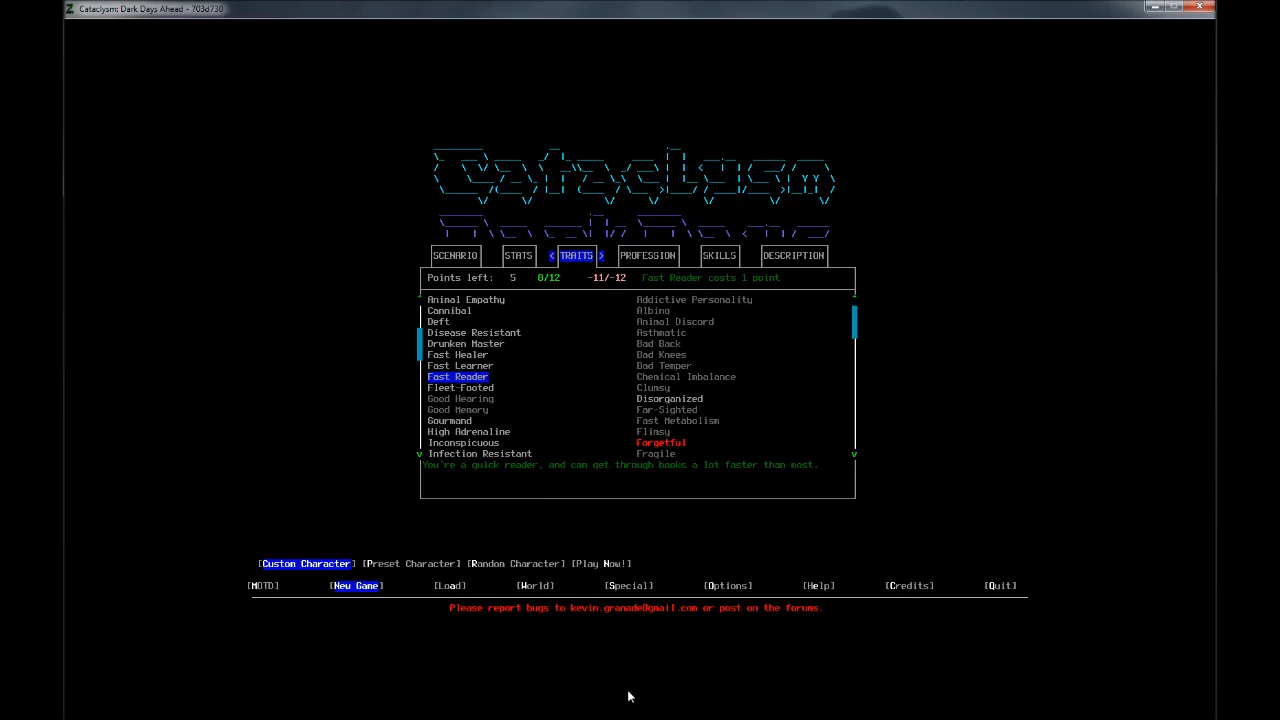 Cataclysm: Dark Days Ahead - 703d730
Cataclysm
SCENARIO STATS < TRAITS > PROFESSION SKILLS DESCRIPTION
Points left: 5 0/12 -11/-12 Fast Reader costs 1 point
Animal Empathy Addictive Personality
Cannibal Albino
Deft Animal Discord
Disease Resistant Asthmatic
Drunken Master Bad Back
Fast Healer Bad Knees
Fast Learner Bad Temper
Fast Reader Chemical Imbalance
Fleet-Footed Clumsy
Good Hearing Disorganized
Good Memory Far-Sighted
Gourmand Fast Metabolism
High Adrenaline Flimsy
Inconspicuous Forgetful
Infection Resistant Fragile
You're a quick reader, and can get through books a lot faster than most.
[Custom Character] [Preset Character] [Random Character] [Play Now!]
[MOTD] [New Game] [Load] [World] [Special] [Options] [Help] [Credits] [Quit]
Please report bugs to kevin.granade@gmail.com or post on the forums.